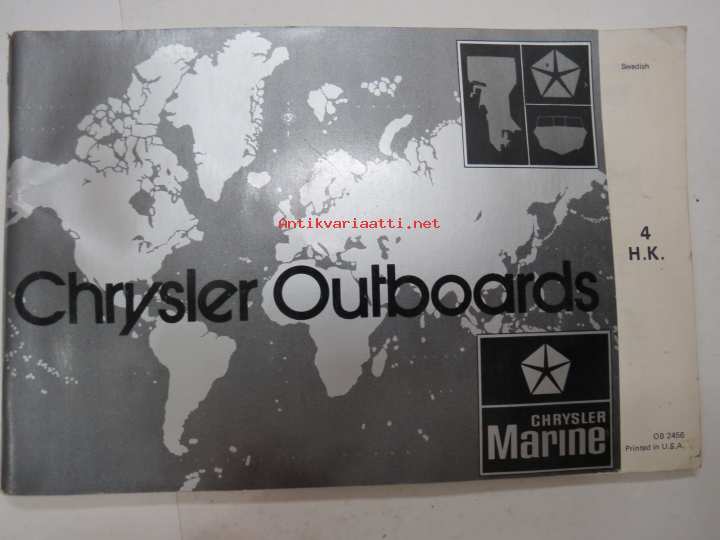 Swedish
Antikvariaatti.net
4
H.K.
Chrysler Outboards
CHRYSLER
Marine
OB 2456
Printed in U.S.A.